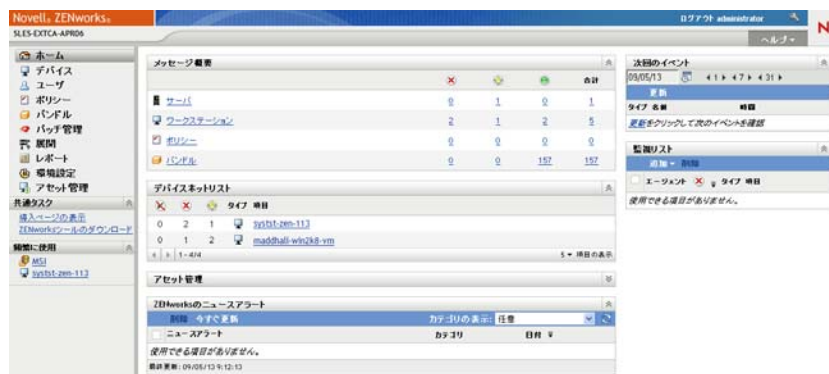 Novell® ZENworks®
ログアウト administrator
N
SLES-EXTCA-APR06
ヘルプ
ホーム
デバイス
ユーザ
ポリシー
バンドル
パッチ管理
展開
レポート
環境設定
アセット管理
共通タスク
導入ページの表示
ZENworksツールのダウンロード
頻繁に使用
MSI
systst-zen-113
メッセージ概要
合計
サーバ 0 1 0 1
ワークステーション 2 1 2 5
ポリシー 0 0 0 0
バンドル 0 0 157 157
デバイスホットリスト
タイプ 項目
0 2 1 systst-zen-113
0 1 2 maddhali-win2k8-vm
1 - 4/4
5 項目の表示
アセット管理
ZENworksのニュースアラート
削除 今すぐ更新 カテゴリの表示: 任意
ニュースアラート カテゴリ 日付
使用できる項目がありません。
最終更新: 09/05/13 9:12:13
次回のイベント
09/05/13 1 47 31
更新
タイプ 名前 時間
更新をクリックして次のイベントを確認
監視リスト
追加 削除
エージェント タイプ 項目
使用できる項目がありません。